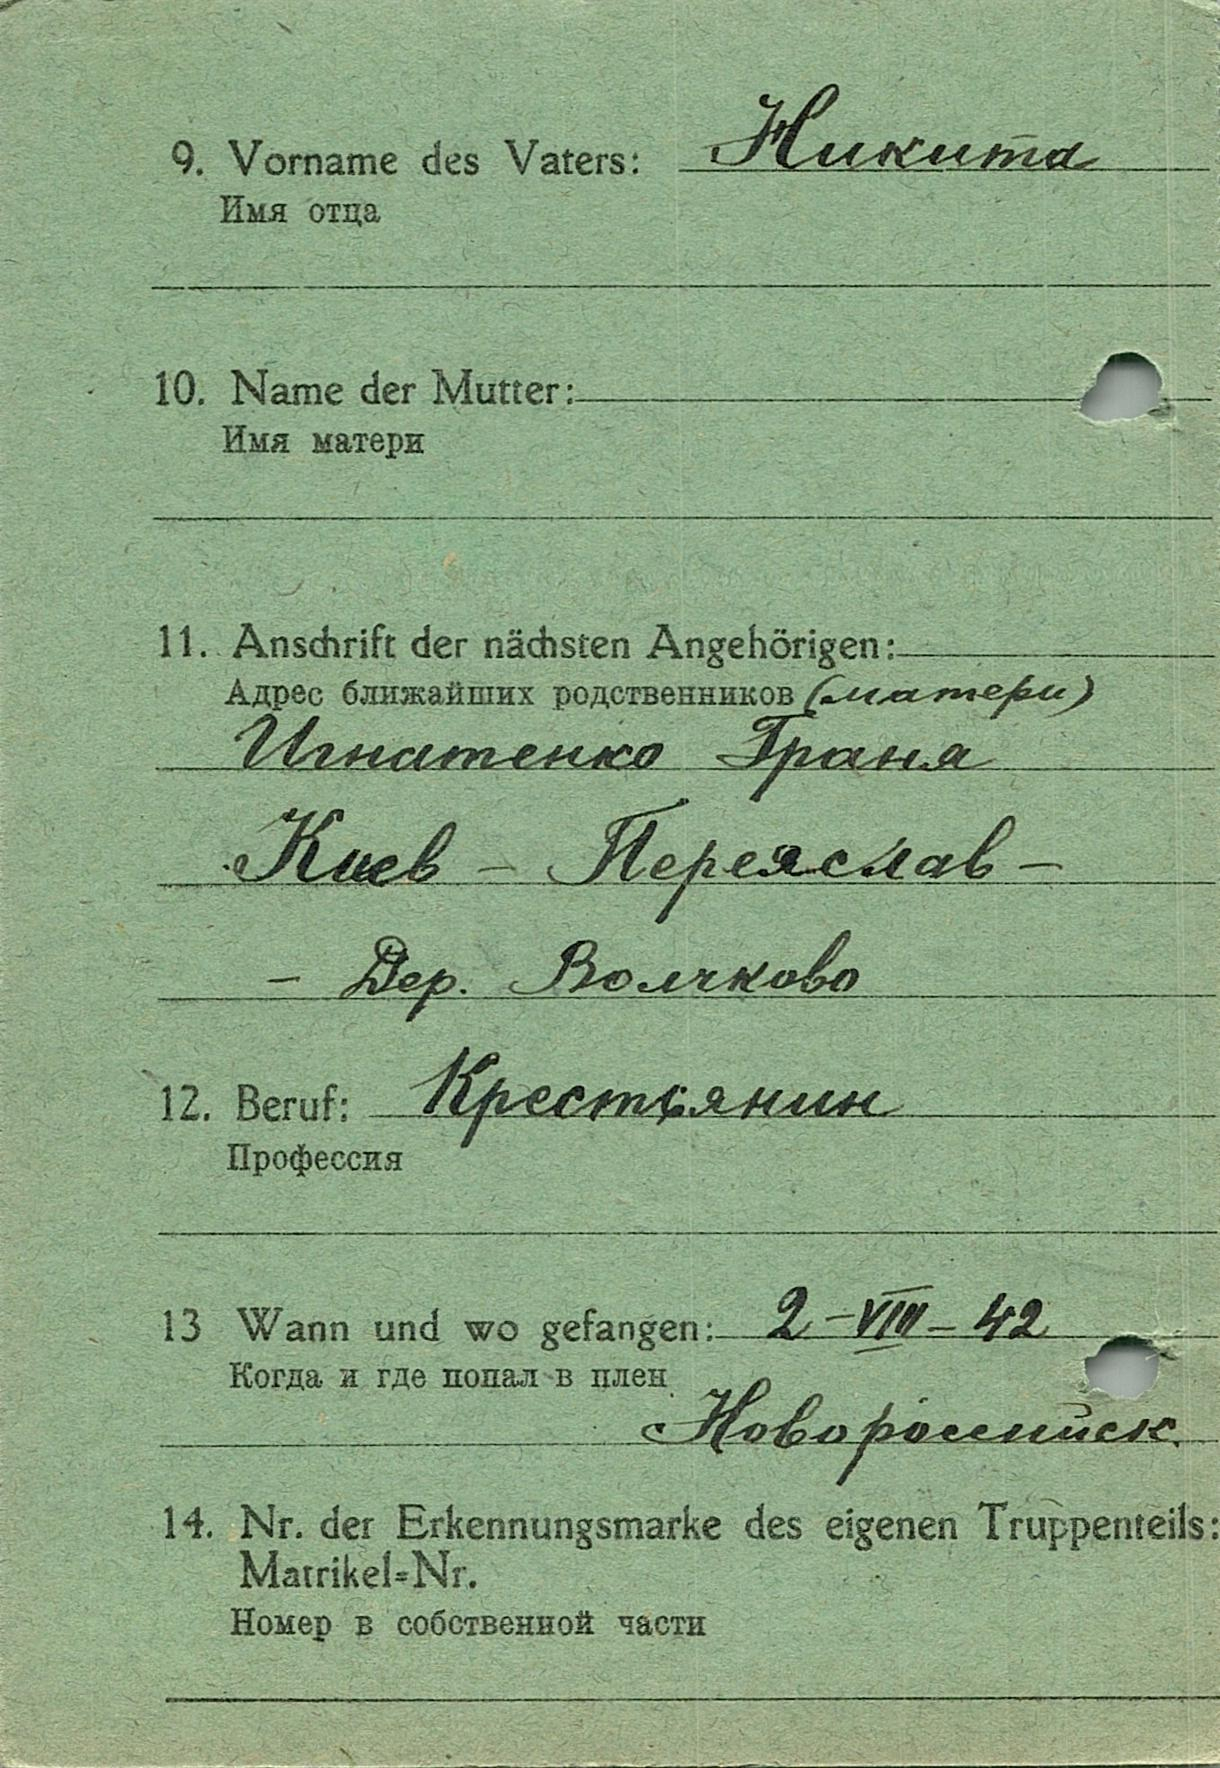 9. Vorname des Vaters: Никита
Имя отца
10. Name der Mutter:
Имя матери
11. Anschrift der nächsten Angehörigen:
Адрес ближайших родственников (матери)
Игнатенко Граня
Киев - Переяслав -
- Дер. Волчково
12. Beruf: Крестьянин
Профессия
13 Wann und wo gefangen: 2-VIII-42
Когда и где попал в плен
Новороссийск.
14. Nr. der Erkennungsmarke des eigenen Truppenteils:
Matrikel=Nr.
Номер в собственной части